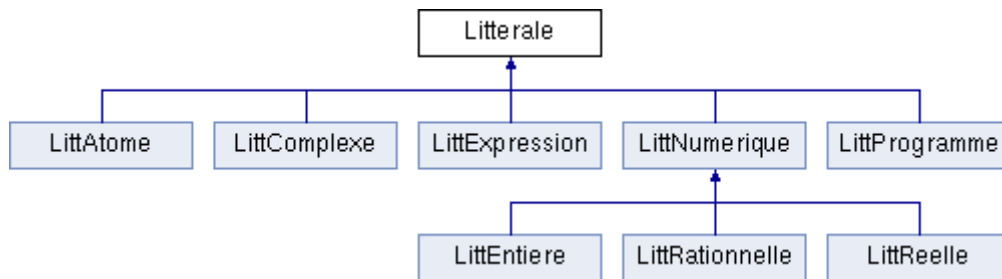 Litterale
LittAtome LittComplexe LittExpression LittNumerique LittProgramme
LittEntiere LittRationnelle LittReelle